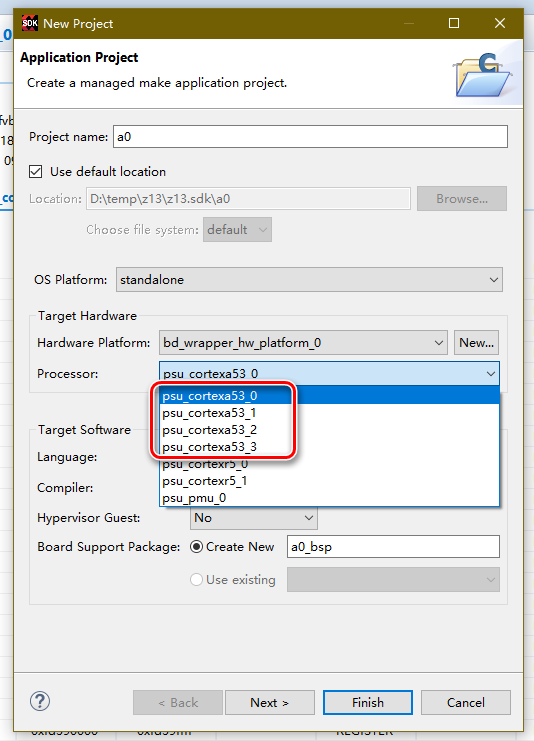 SDK New Project
Application Project
Create a managed make application project.
Project name: a0
Use default location
Location: D:\temp\z13\z13.sdk\a0 Browse...
Choose file system: default
OS Platform: standalone
Target Hardware
Hardware Platform: bd_wrapper_hw_platform_0 New...
Processor: psu_cortexa53_0
psu_cortexa53_0
psu_cortexa53_1
psu_cortexa53_2
Target Software psu_cortexa53_3
Language: psu_cortexr5_0
psu_cortexr5_1
Compiler: psu_pmu_0
Hypervisor Guest: No
Board Support Package: Create New a0_bsp
Use existing
? < Back Next > Finish Cancel